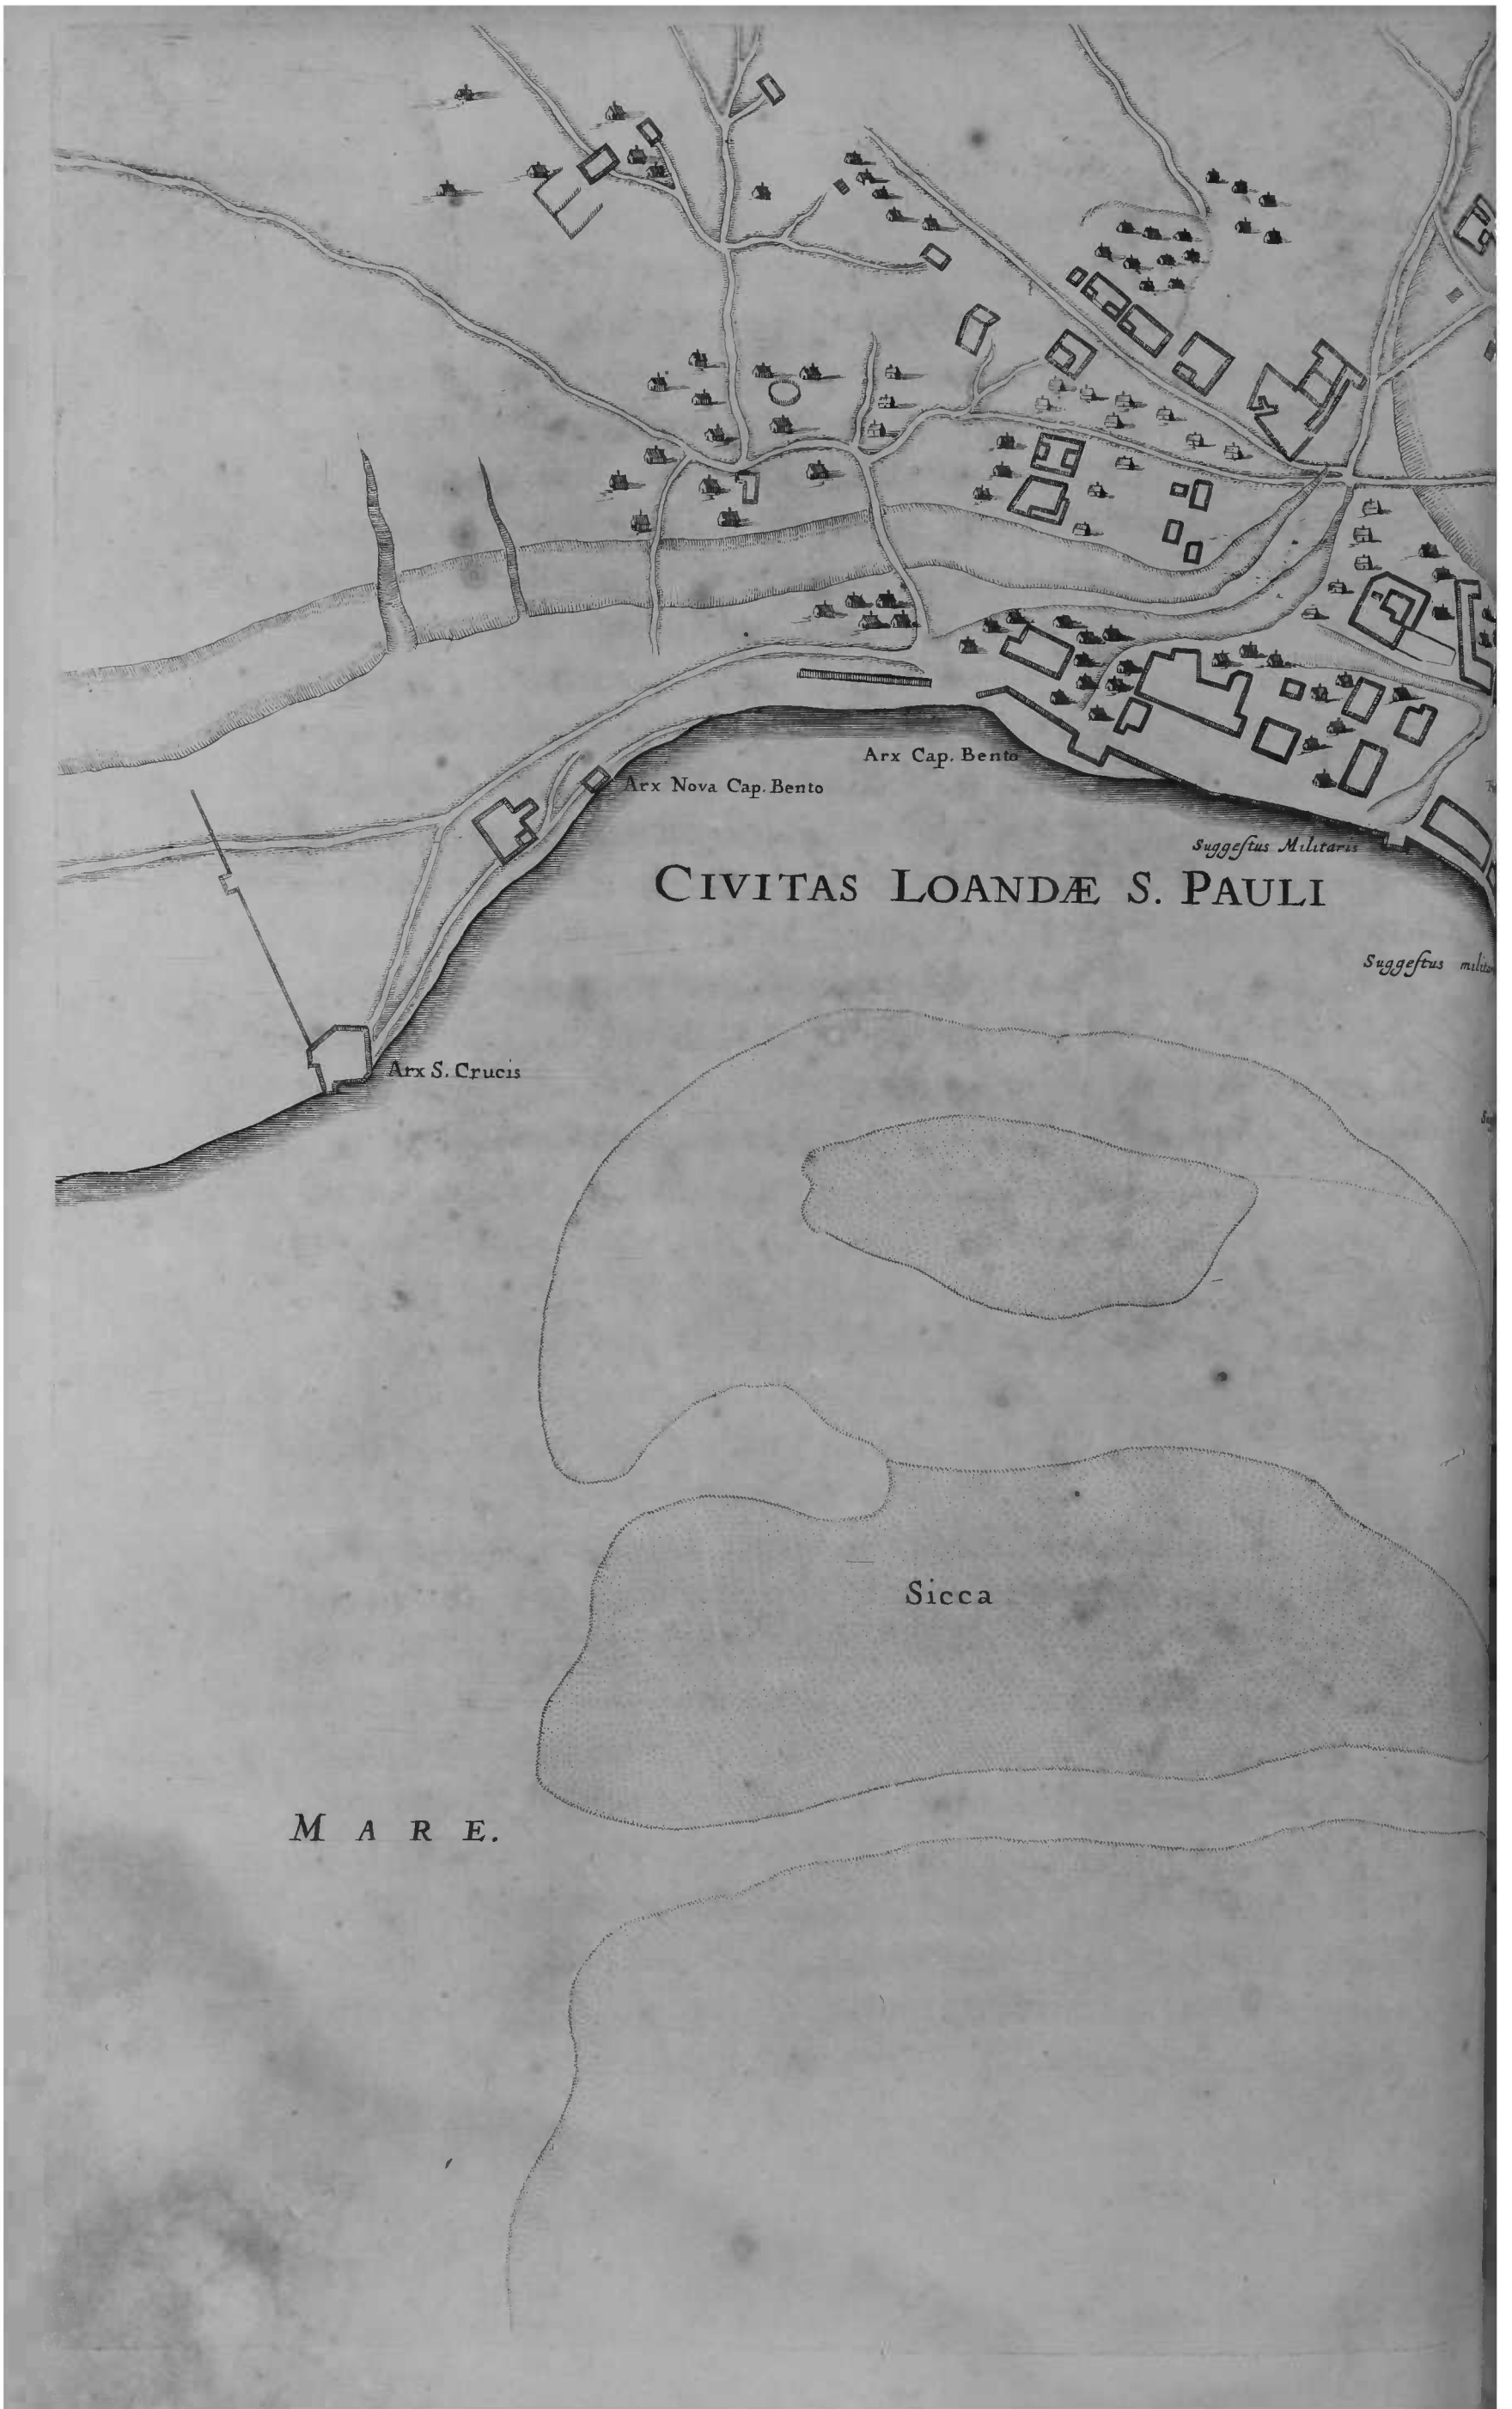 Arx Cap. Bento
Arx Nova Cap. Bento
Suggeſtus Militaris
CIVITAS LOANDÆ S. PAULI
Suggeſtus
Arx S. Crucis
Sicca
MARE.